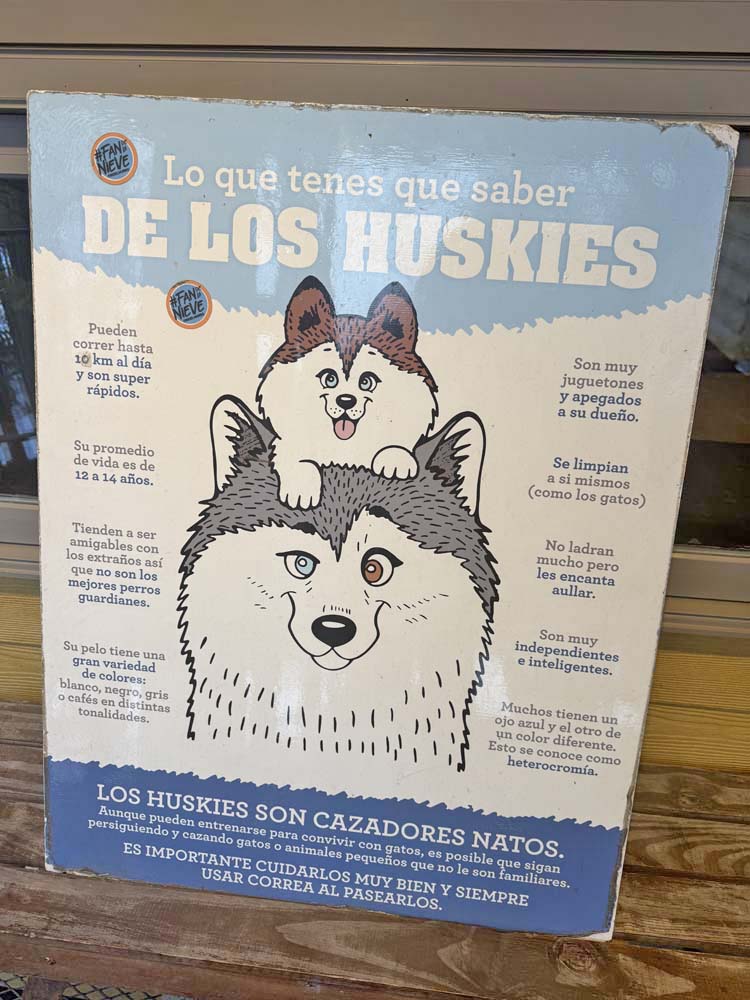 #FAN DE
NIEVE
Lo que tenes que saber
DE LOS HUSKIES
#FAN DE
NIEVE
Pueden
correr hasta
10 km al día
y son super
rápidos.
Su promedio
de vida es de
12 a 14 años.
Tienden a ser
amigables con
los extraños así
que no son los
mejores perros
guardianes.
Su pelo tiene una
gran variedad
de colores:
blanco, negro, gris
o cafés en distintas
tonalidades.
Son muy
juguetones
y apegados
a su dueño.
Se limpian
a si mismos
(como los gatos)
No ladran
mucho pero
les encanta
aullar.
Son muy
independientes
e inteligentes.
Muchos tienen un
ojo azul y el otro de
un color diferente.
Esto se conoce como
heterocromía.
LOS HUSKIES SON CAZADORES NATOS.
Aunque pueden entrenarse para convivir con gatos, es posible que sigan
persiguiendo y cazando gatos o animales pequeños que no le son familiares.
ES IMPORTANTE CUIDARLOS MUY BIEN Y SIEMPRE
USAR CORREA AL PASEARLOS.